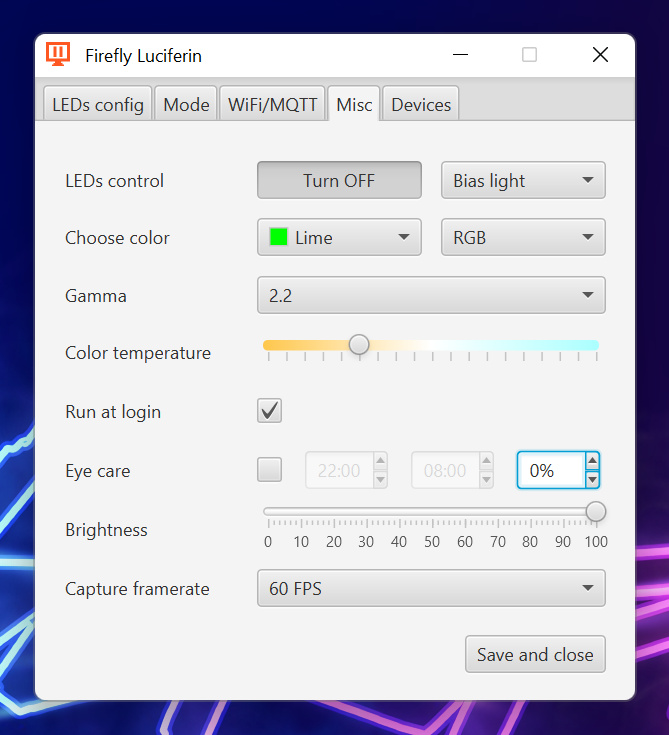 Firefly Luciferin
LEDs config Mode WiFi/MQTT Misc Devices
LEDs control Turn OFF Bias light
Choose color Lime RGB
Gamma 2.2
Color temperature
Run at login
Eye care 22:00 08:00 0%
Brightness
0 10 20 30 40 50 60 70 80 90 100
Capture framerate 60 FPS
Save and close